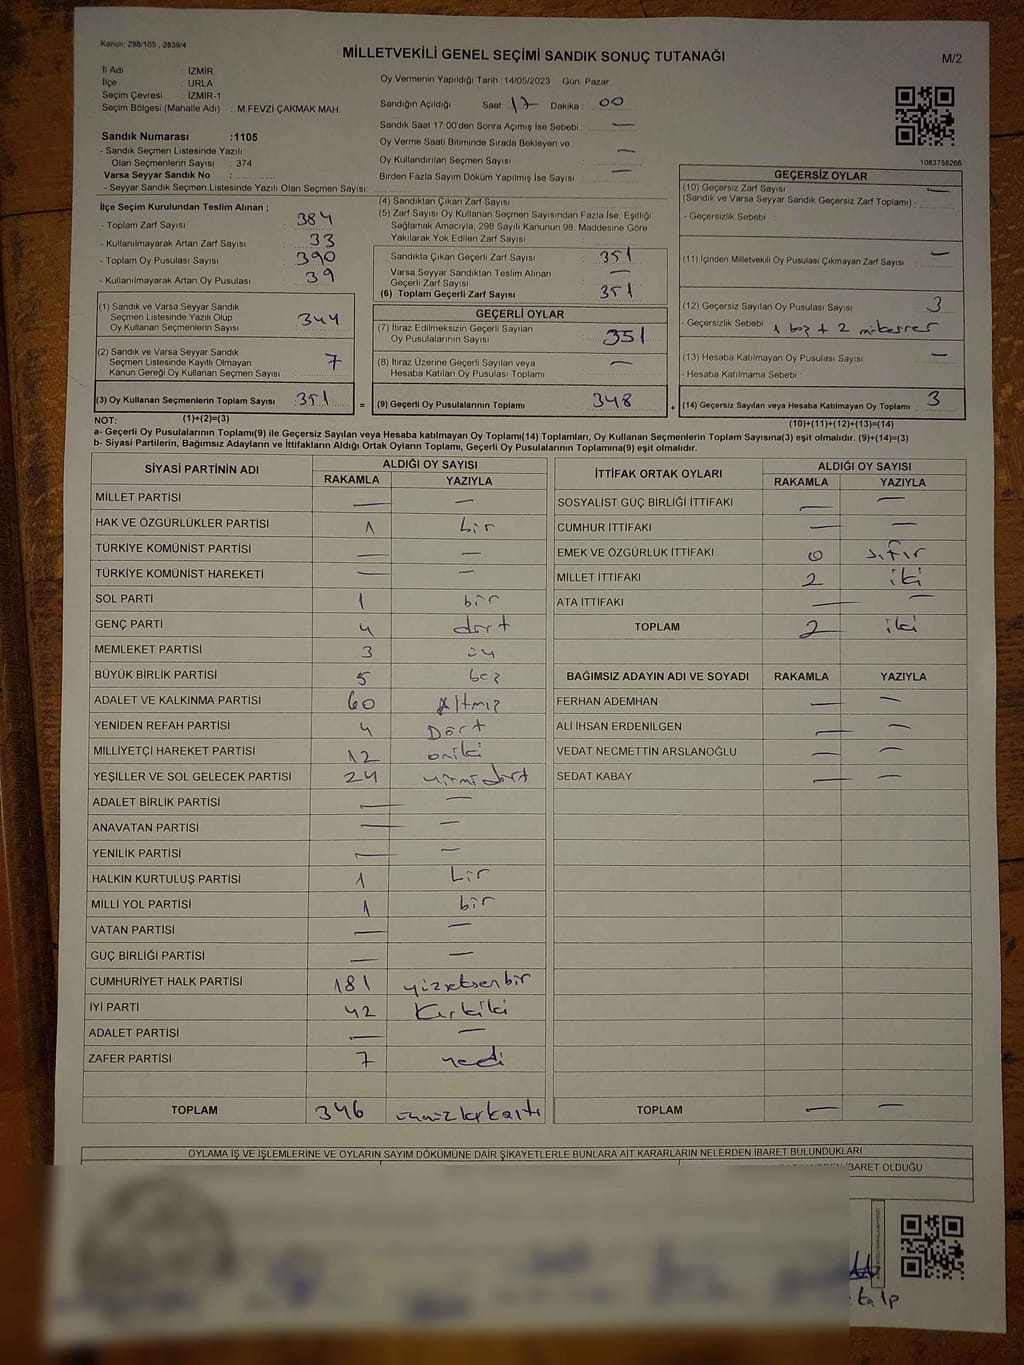 Kanun: 298/105 , 2839/4
MİLLETVEKİLİ GENEL SEÇİMİ SANDIK SONUÇ TUTANAĞI
M/2
İl Adı : İZMİR
İlçe : URLA
Seçim Çevresi : İZMİR-1
Seçim Bölgesi (Mahalle Adı) : M.FEVZİ ÇAKMAK MAH.
Oy Vermenin Yapıldığı Tarih : 14/05/2023 Gün: Pazar
Sandığın Açıldığı Saat: 17 Dakika : 00
Sandık Saat 17:00'den Sonra Açımış İse Sebebi : —
Oy Verme Saati Bitiminde Sırada Bekleyen ve
Oy Kullandırılan Seçmen Sayısı : —
Birden Fazla Sayım Döküm Yapılmış İse Sayısı : —
1083758266
Sandık Numarası :1105
- Sandık Seçmen Listesinde Yazılı
Olan Seçmenlerin Sayısı : 374
Varsa Seyyar Sandık No :
- Seyyar Sandık Seçmen Listesinde Yazılı Olan Seçmen Sayısı:
İlçe Seçim Kurulundan Teslim Alınan ;
- Toplam Zarf Sayısı : 384
- Kullanılmayarak Artan Zarf Sayısı : 33
- Toplam Oy Pusulası Sayısı : 390
- Kullanılmayarak Artan Oy Pusulası : 39
(1) Sandık ve Varsa Seyyar Sandık
Seçmen Listesinde Yazılı Olup
Oy Kullanan Seçmenlerin Sayısı : 344
(2) Sandık ve Varsa Seyyar Sandık
Seçmen Listesinde Kayıtlı Olmayan
Kanun Gereği Oy Kullanan Seçmen Sayısı : 7
(3) Oy Kullanan Seçmenlerin Toplam Sayısı : 351
(1)+(2)=(3)
(4) Sandıktan Çıkan Zarf Sayısı :
(5) Zarf Sayısı Oy Kullanan Seçmen Sayısından Fazla İse, Eşitliği
Sağlamak Amacıyla; 298 Sayılı Kanunun 98. Maddesine Göre
Yakılarak Yok Edilen Zarf Sayısı :
Sandıkta Çıkan Geçerli Zarf Sayısı : 351
Varsa Seyyar Sandıktan Teslim Alınan
Geçerli Zarf Sayısı : —
(6) Toplam Geçerli Zarf Sayısı : 351
GEÇERLİ OYLAR
(7) İtiraz Edilmeksizin Geçerli Sayılan
Oy Pusulalarının Sayısı : 351
(8) İtiraz Üzerine Geçerli Sayılan veya
Hesaba Katılan Oy Pusulası Toplamı : —
= (9) Geçerli Oy Pusulalarının Toplamı : 348
GEÇERSİZ OYLAR
(10) Geçersiz Zarf Sayısı : —
(Sandık ve Varsa Seyyar Sandık Geçersiz Zarf Toplamı) :
- Geçersizlik Sebebi :
(11) İçinden Milletvekili Oy Pusulası Çıkmayan Zarf Sayısı : —
(12) Geçersiz Sayılan Oy Pusulası Sayısı : 3
- Geçersizlik Sebebi : 1 boş + 2 mükerrer
(13) Hesaba Katılmayan Oy Pusulası Sayısı : —
- Hesaba Katılmama Sebebi :
+ (14) Geçersiz Sayılan veya Hesaba Katılmayan Oy Toplamı : 3
(10)+(11)+(12)+(13)=(14)
NOT:
a- Geçerli Oy Pusulalarının Toplamı(9) ile Geçersiz Sayılan veya Hesaba katılmayan Oy Toplamı(14) Toplamları, Oy Kullanan Seçmenlerin Toplam Sayısına(3) eşit olmalıdır. (9)+(14)=(3)
b- Siyasi Partilerin, Bağımsız Adayların ve İttifakların Aldığı Ortak Oyların Toplamı, Geçerli Oy Pusulalarının Toplamına(9) eşit olmalıdır.
SİYASİ PARTİNİN ADI ALDIĞI OY SAYISI
RAKAMLA YAZIYLA
MİLLET PARTİSİ — —
HAK VE ÖZGÜRLÜKLER PARTİSİ 1 bir
TÜRKİYE KOMÜNİST PARTİSİ — —
TÜRKİYE KOMÜNİST HAREKETİ — —
SOL PARTİ 1 bir
GENÇ PARTİ 4 dört
MEMLEKET PARTİSİ 3 üç
BÜYÜK BİRLİK PARTİSİ 5 beş
ADALET VE KALKINMA PARTİSİ 60 Altmış
YENİDEN REFAH PARTİSİ 4 Dört
MİLLİYETÇİ HAREKET PARTİSİ 12 oniki
YEŞİLLER VE SOL GELECEK PARTİSİ 24 yirmidört
ADALET BİRLİK PARTİSİ — —
ANAVATAN PARTİSİ — —
YENİLİK PARTİSİ — —
HALKIN KURTULUŞ PARTİSİ 1 bir
MİLLİ YOL PARTİSİ 1 bir
VATAN PARTİSİ — —
GÜÇ BİRLİĞİ PARTİSİ — —
CUMHURİYET HALK PARTİSİ 181 yüzseksenbir
İYİ PARTİ 42 Kırkiki
ADALET PARTİSİ — —
ZAFER PARTİSİ 7 yedi
TOPLAM 346 üçyüzkırkaltı
İTTİFAK ORTAK OYLARI ALDIĞI OY SAYISI
RAKAMLA YAZIYLA
SOSYALIST GÜÇ BİRLİĞİ İTTİFAKI — —
CUMHUR İTTİFAKI — —
EMEK VE ÖZGÜRLÜK İTTİFAKI 0 sıfır
MİLLET İTTİFAKI 2 iki
ATA İTTİFAKI — —
TOPLAM 2 iki
BAĞIMSIZ ADAYIN ADI VE SOYADI RAKAMLA YAZIYLA
FERHAN ADEMHAN — —
ALİ İHSAN ERDENİLGEN — —
VEDAT NECMETTİN ARSLANOĞLU — —
SEDAT KABAY — —
TOPLAM — —
OYLAMA İŞ VE İŞLEMLERİNE VE OYLARIN SAYIM DÖKÜMÜNE DAİR ŞİKAYETLERLE BUNLARA AİT KARARLARIN NELERDEN İBARET BULUNDUKLARI
İBARET OLDUĞU